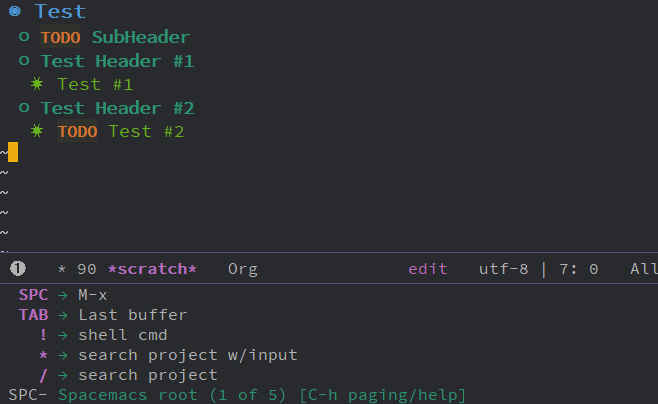 ◉ Test
○ TODO SubHeader
○ Test Header #1
✷ Test #1
○ Test Header #2
✷ TODO Test #2
~
~
~
~
~
~
➊ * 90 *scratch* Org edit utf-8 | 7: 0 All
SPC → M-x
TAB → Last buffer
! → shell cmd
* → search project w/input
/ → search project
SPC- Spacemacs root (1 of 5) [C-h paging/help]